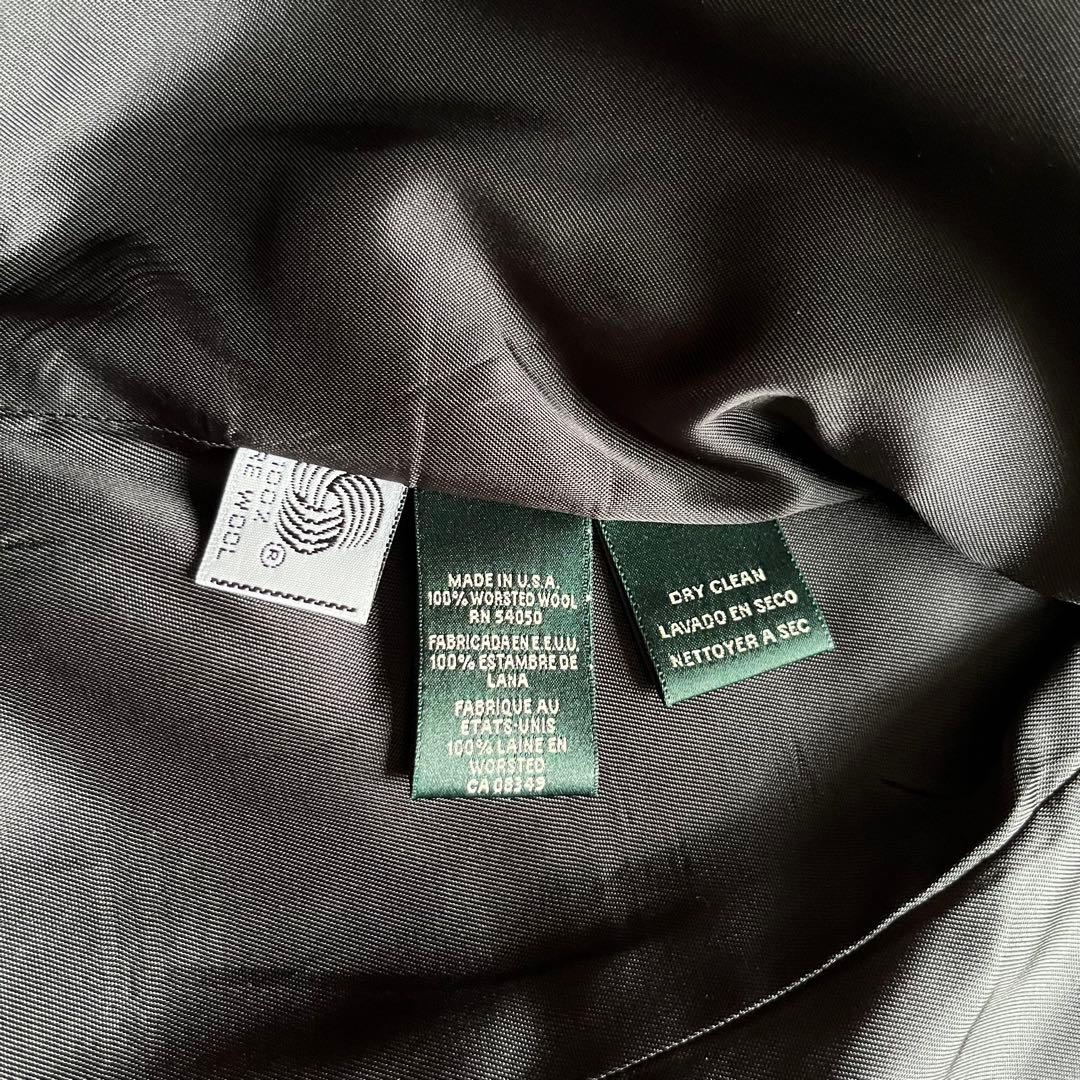 100%
RE WOOL
®
MADE IN U.S.A.
100% WORSTED WOOL
RN 54050
FABRICADA EN E.E.U.U.
100% ESTAMBRE DE
LANA
FABRIQUE AU
ETATS-UNIS
100% LAINE EN
WORSTED
CA 08349
DRY CLEAN
LAVADO EN SECO
NETTOYER A SEC